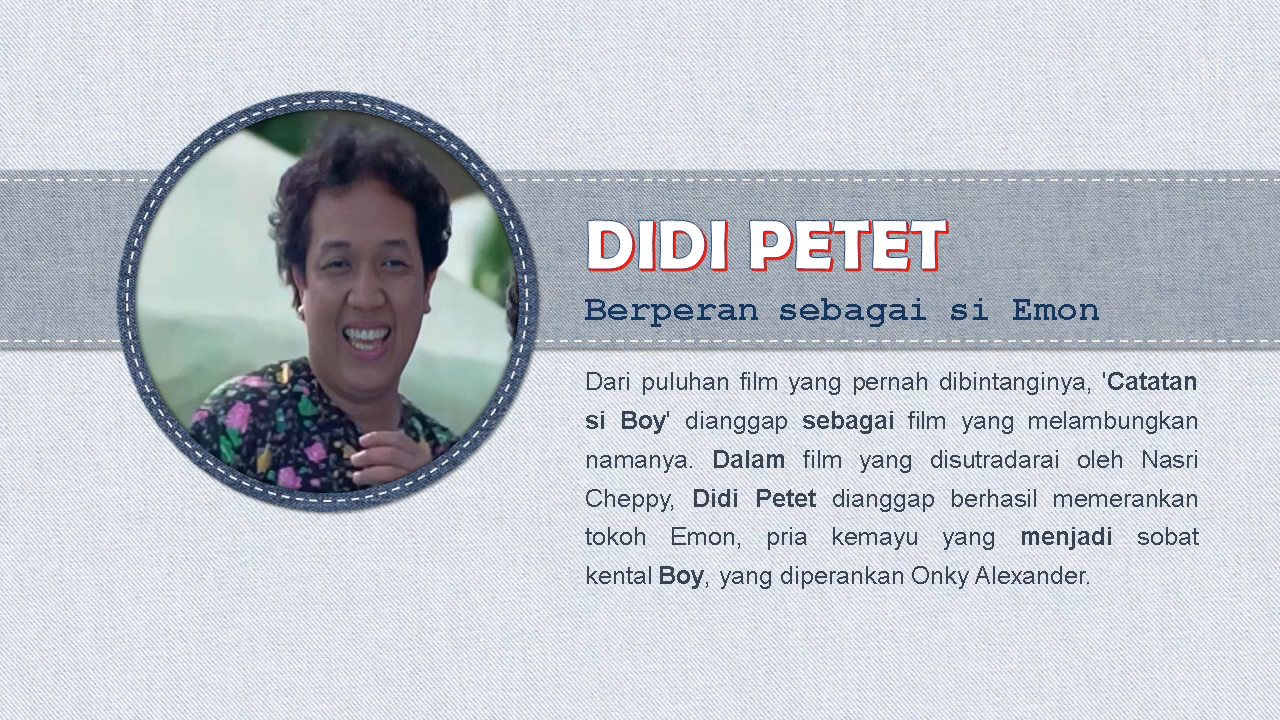 DIDI PETET
Berperan sebagai si Emon
Dari puluhan film yang pernah dibintanginya, 'Catatan
si Boy' dianggap sebagai film yang melambungkan
namanya. Dalam film yang disutradarai oleh Nasri
Cheppy, Didi Petet dianggap berhasil memerankan
tokoh Emon, pria kemayu yang menjadi sobat
kental Boy, yang diperankan Onky Alexander.